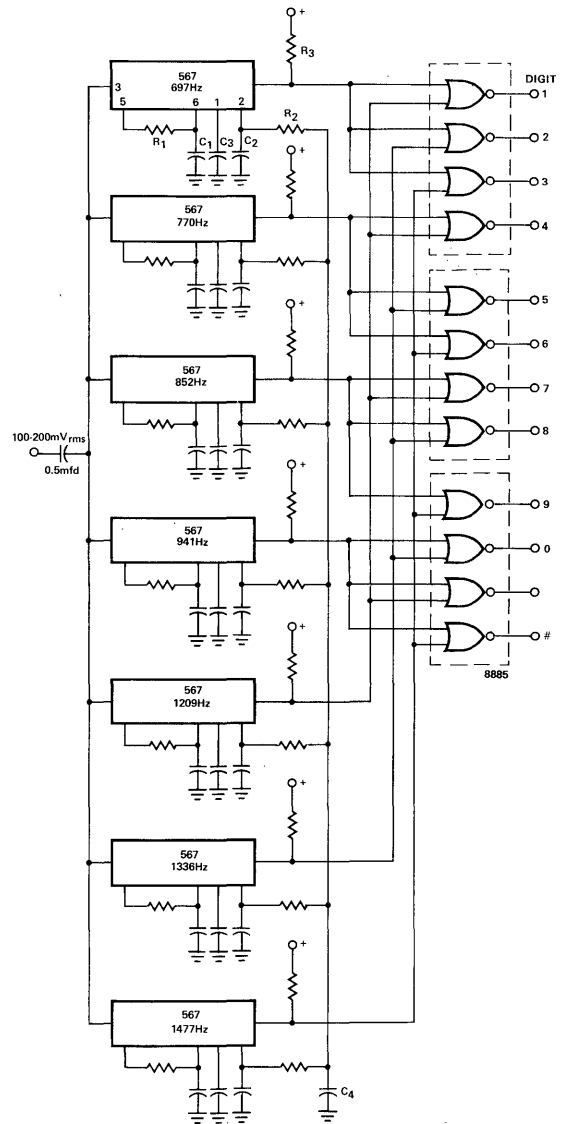 +
R3
567
697Hz
3
5 6 1 2
R1
C1 C3 C2
R2
DIGIT
1
2
3
4
+
567
770Hz
+
5
6
7
8
567
852Hz
100-200mVrms
0.5mfd
+
9
0
#
8885
567
941Hz
+
567
1209Hz
+
567
1336Hz
+
567
1477Hz
C4